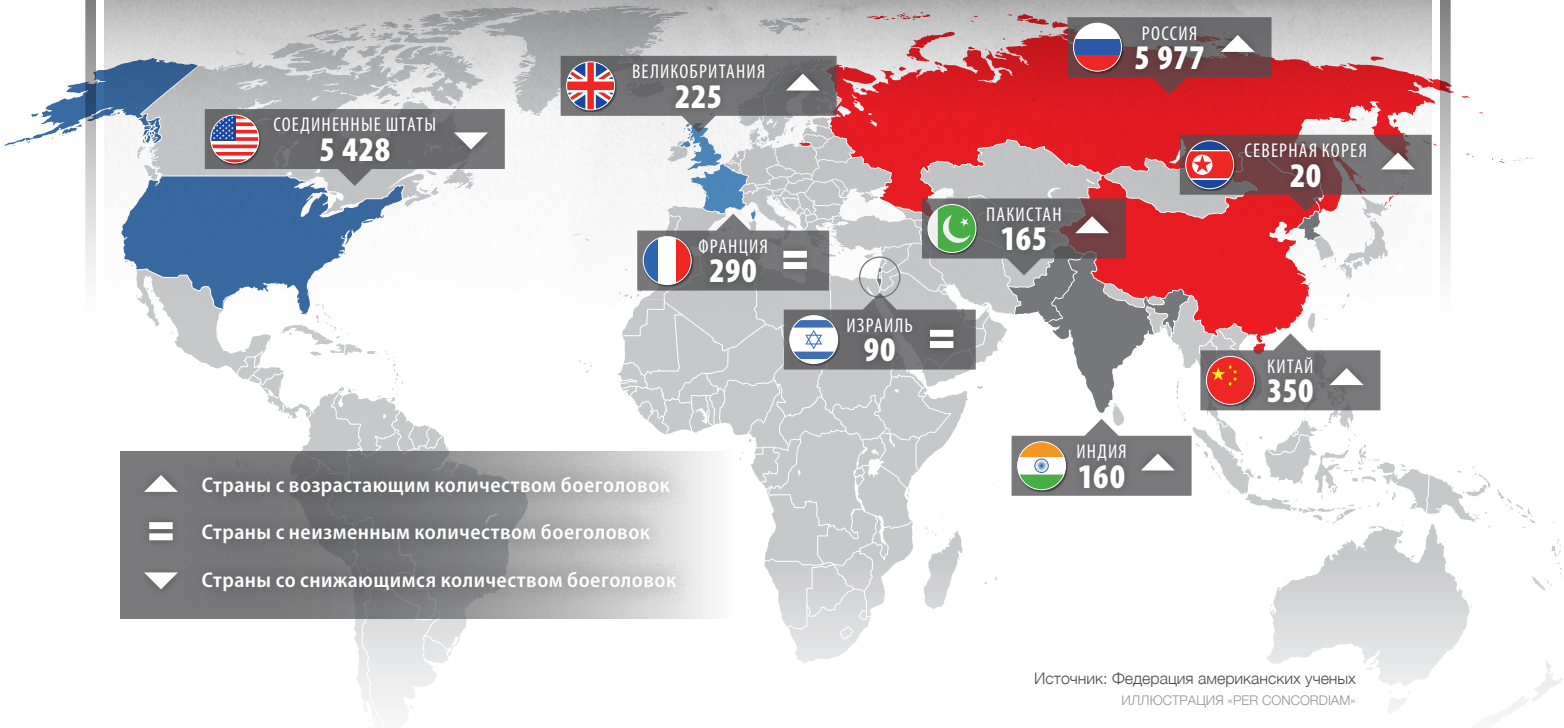 РОССИЯ
5 977
ВЕЛИКОБРИТАНИЯ
225
СОЕДИНЕННЫЕ ШТАТЫ
5 428
СЕВЕРНАЯ КОРЕЯ
20
ПАКИСТАН
165
ФРАНЦИЯ
290
ИЗРАИЛЬ
90
КИТАЙ
350
ИНДИЯ
160
Страны с возрастающим количеством боеголовок
Страны с неизменным количеством боеголовок
Страны со снижающимся количеством боеголовок
Источник: Федерация американских ученых
ИЛЛЮСТРАЦИЯ «PER CONCORDIAM»